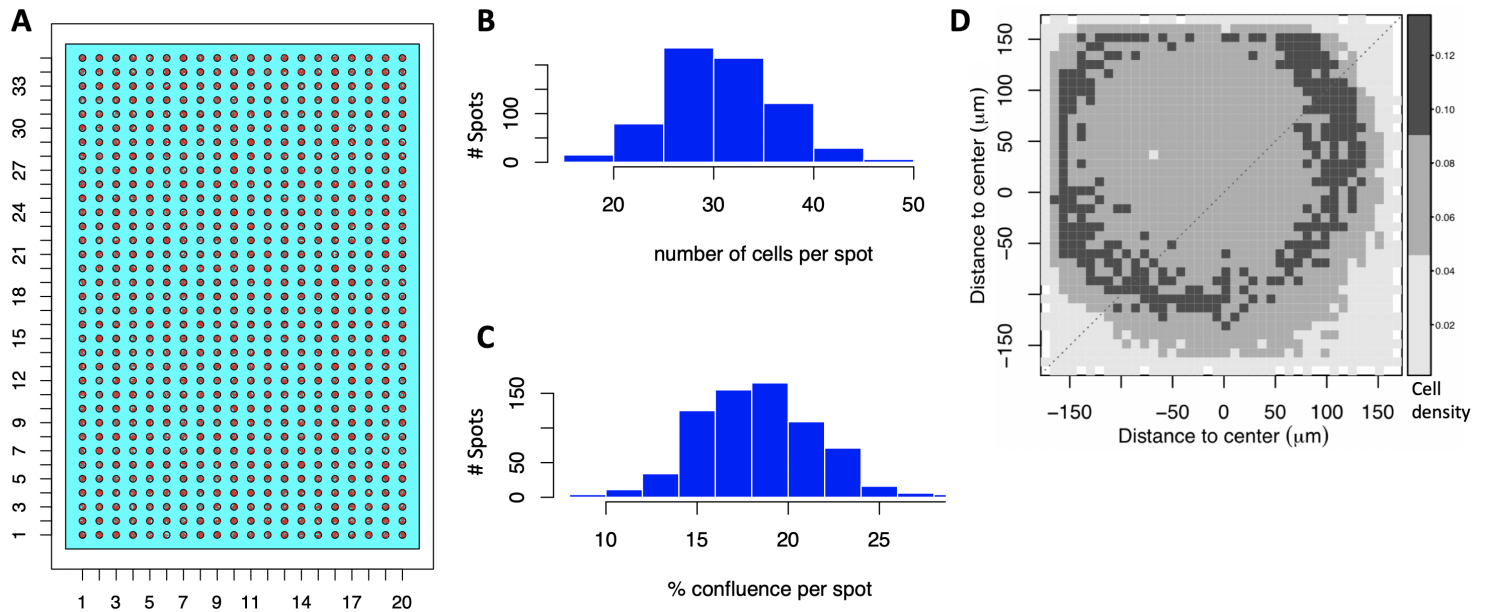 A
33
30
27
24
21
18
15
12
9
7
5
3
1
1 3 5 7 9 11 14 17 20
B
# Spots
0 100
20 30 40 50
number of cells per spot
C
# Spots
0 50 150
10 15 20 25
% confluence per spot
D
Distance to center (μm)
−150 −50 0 50 100 150
−150 −50 0 50 100 150
Distance to center (μm)
0.12
0.10
0.08
0.06
0.04
0.02
Cell
density